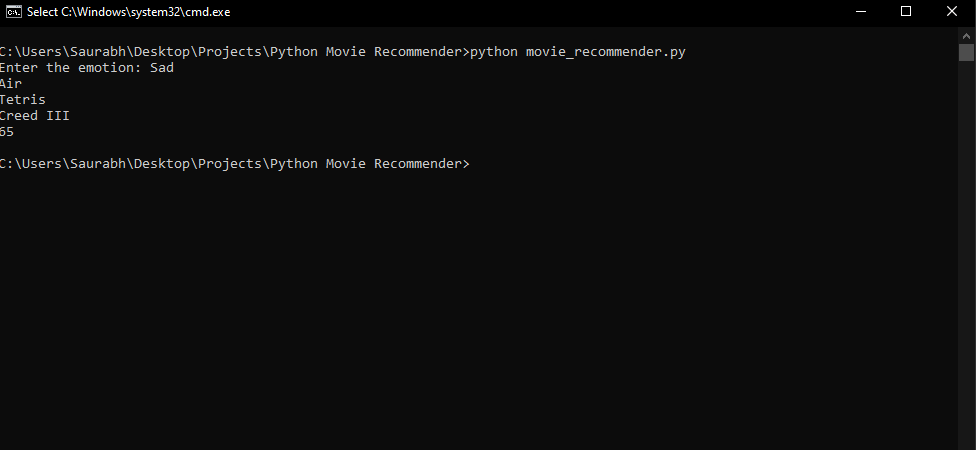 Select C:\Windows\system32\cmd.exe
C:\Users\Saurabh\Desktop\Projects\Python Movie Recommender>python movie_recommender.py
Enter the emotion: Sad
Air
Tetris
Creed III
65
C:\Users\Saurabh\Desktop\Projects\Python Movie Recommender>